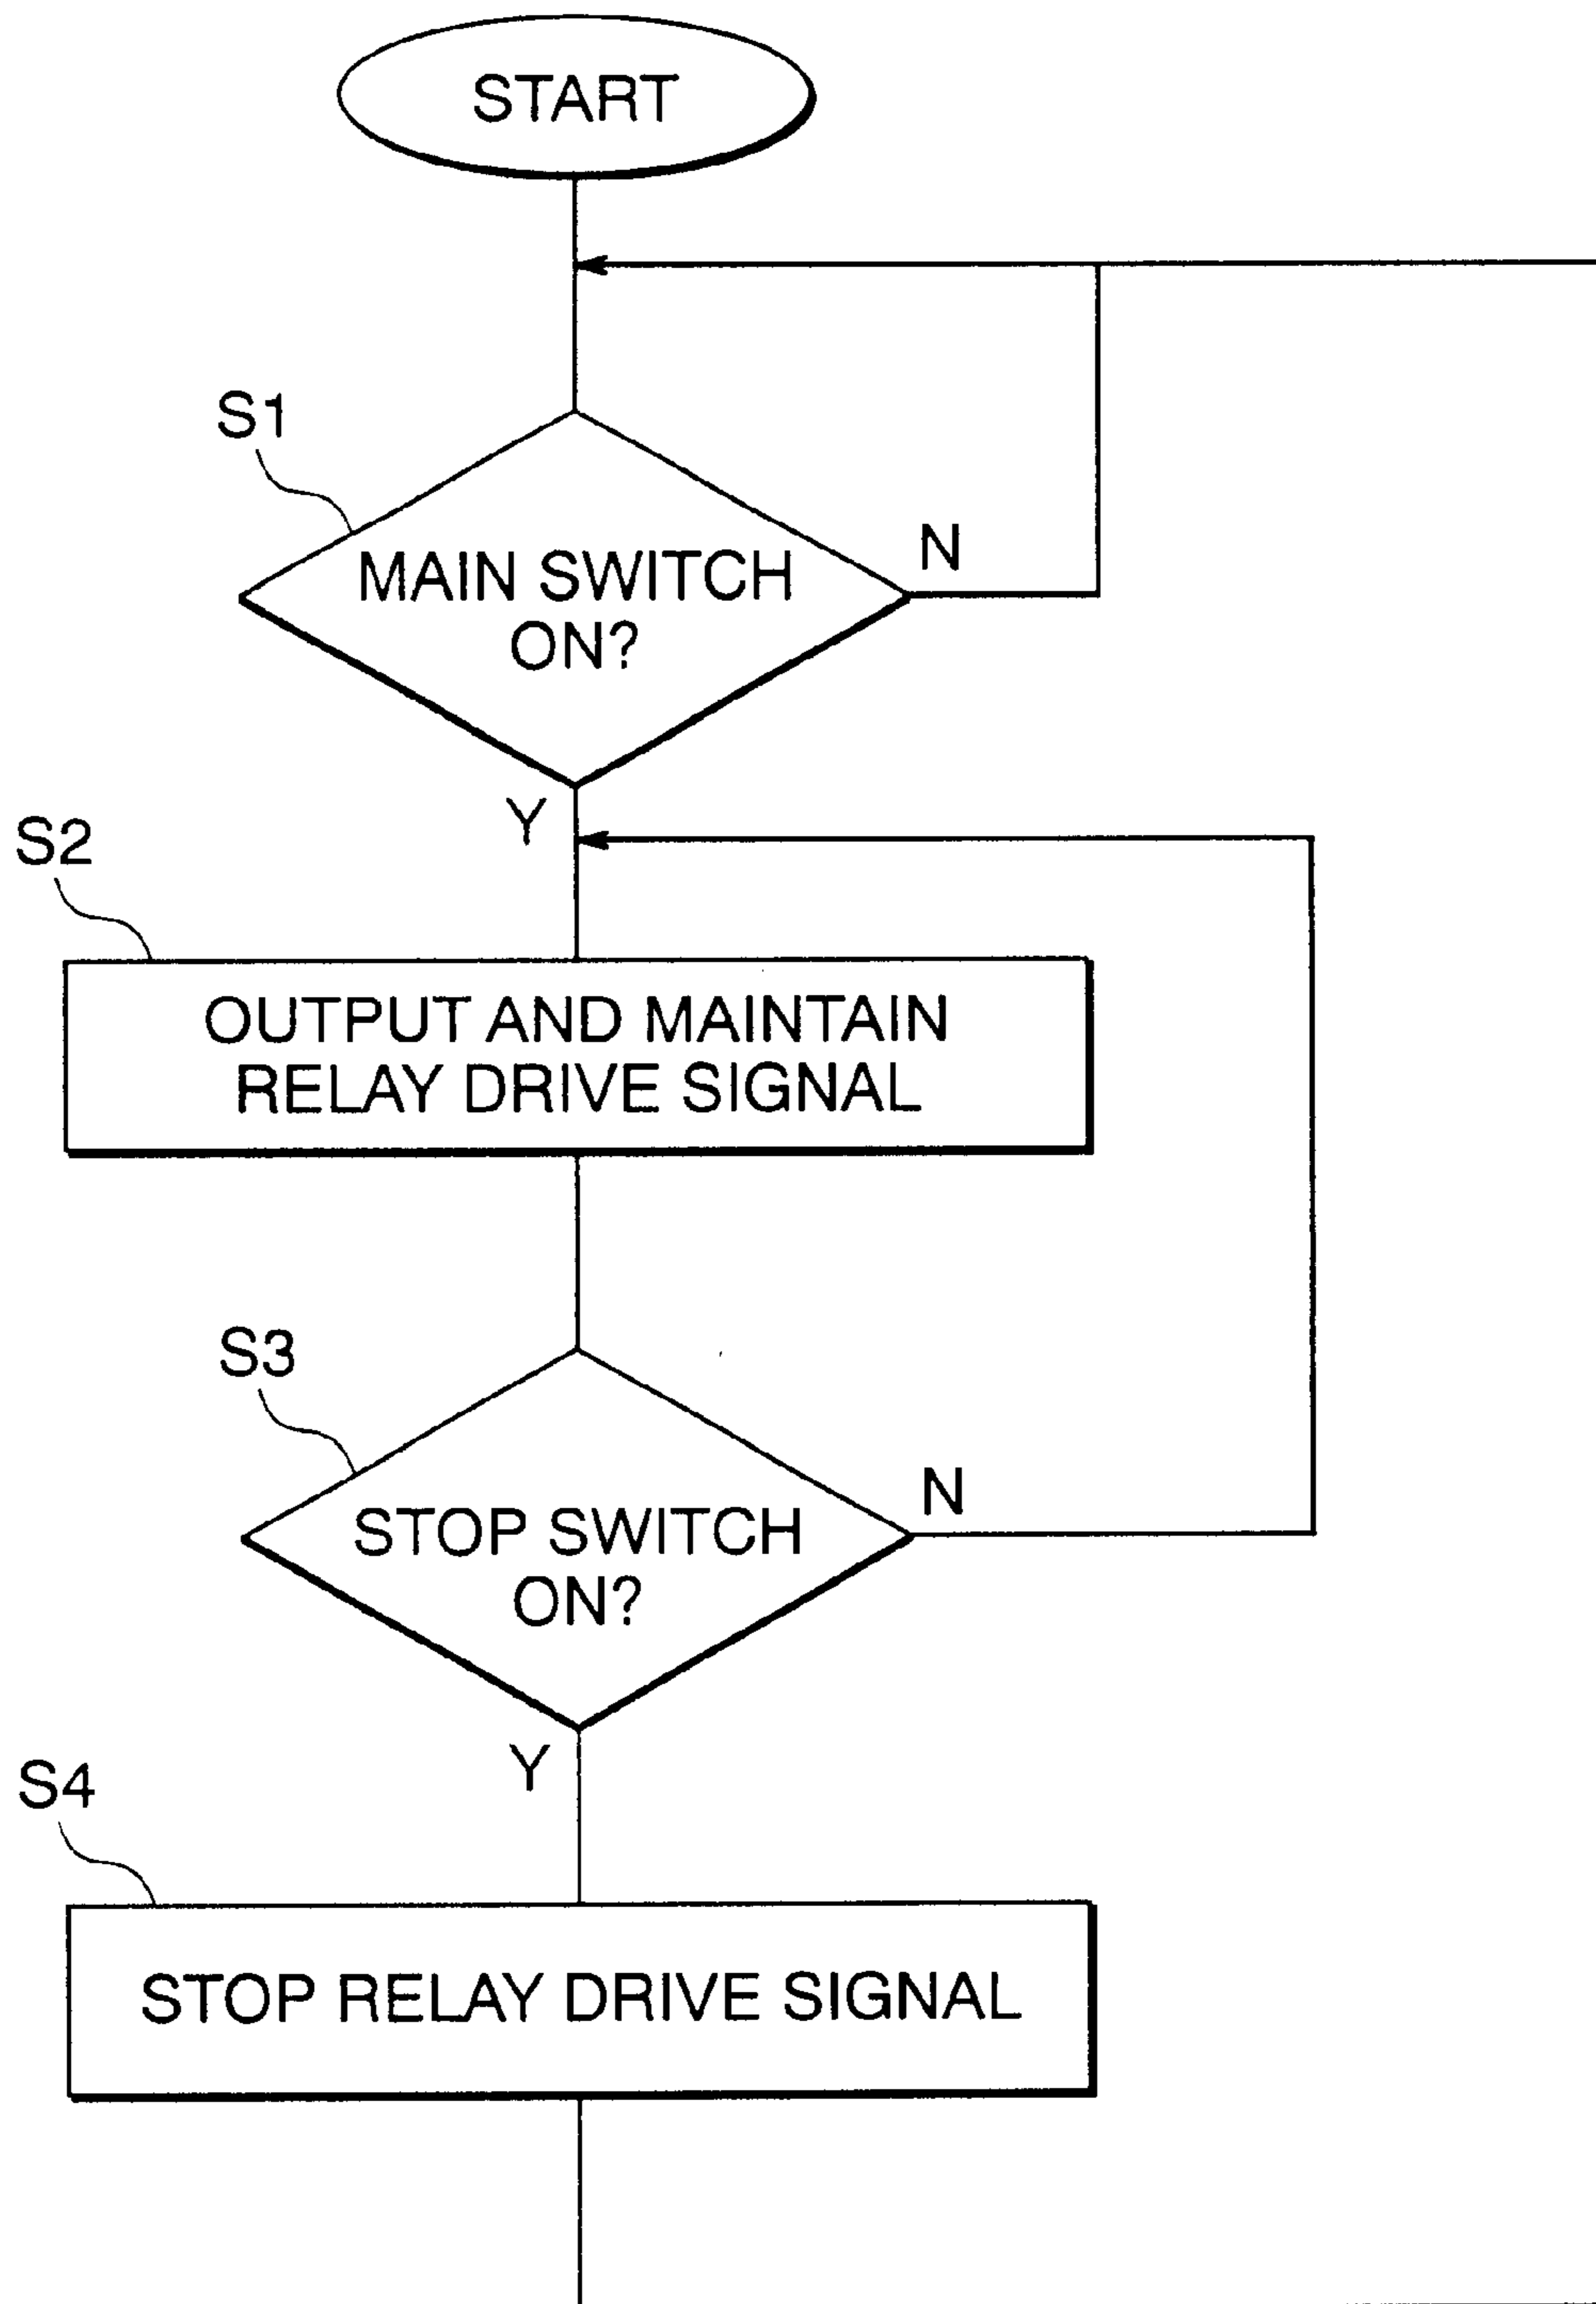 START
S1
MAIN SWITCH
ON?
N
Y
S2
OUTPUT AND MAINTAIN
RELAY DRIVE SIGNAL
S3
STOP SWITCH
ON?
N
Y
S4
STOP RELAY DRIVE SIGNAL